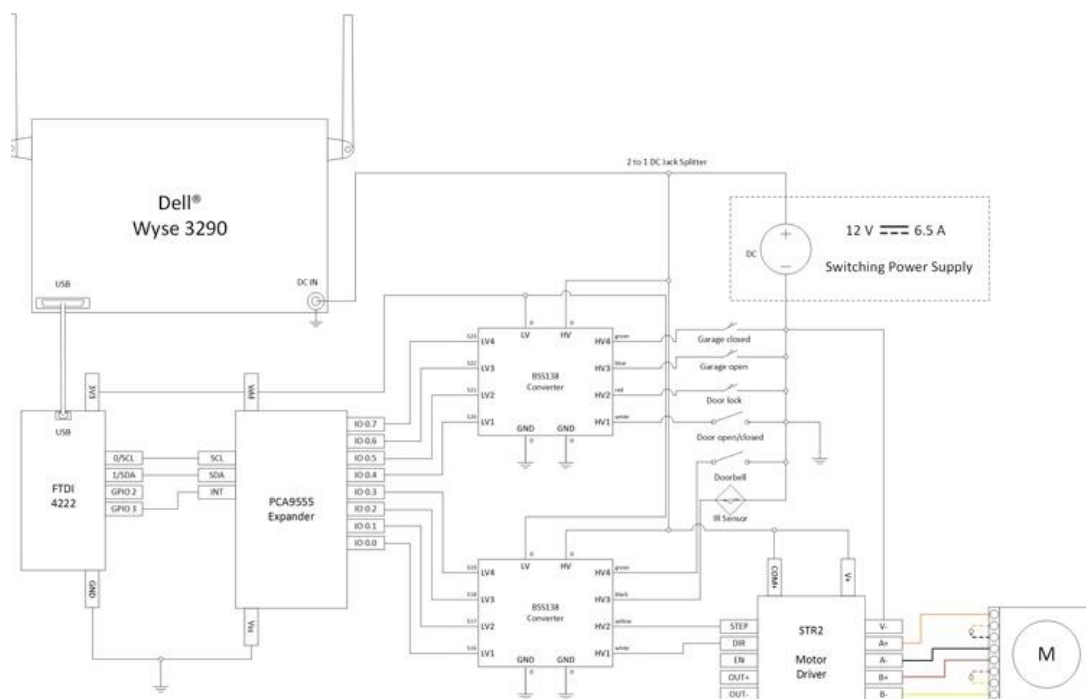 Dell®
Wyse 3290
USB
DC IN
2 to 1 DC Jack Splitter
DC
+
−
12 V 6.5 A
Switching Power Supply
LV
HV
LV4
LV3
LV2
LV1
BSS138
Converter
HV4
HV3
HV2
HV1
GND
GND
green
blue
red
white
Garage closed
Garage open
Door lock
Door open/closed
Doorbell
IR Sensor
3V3
USB
FTDI
4222
0/SCL
1/SDA
GPIO 2
GPIO 3
GND
Vdd
SCL
SDA
INT
PCA9555
Expander
Vss
IO 0.7
IO 0.6
IO 0.5
IO 0.4
IO 0.3
IO 0.2
IO 0.1
IO 0.0
LV
HV
LV4
LV3
LV2
LV1
BSS138
Converter
HV4
HV3
HV2
HV1
GND
GND
green
black
yellow
white
COM+
V+
STEP
DIR
EN
OUT+
OUT-
STR2
Motor
Driver
V-
A+
A-
B+
B-
M